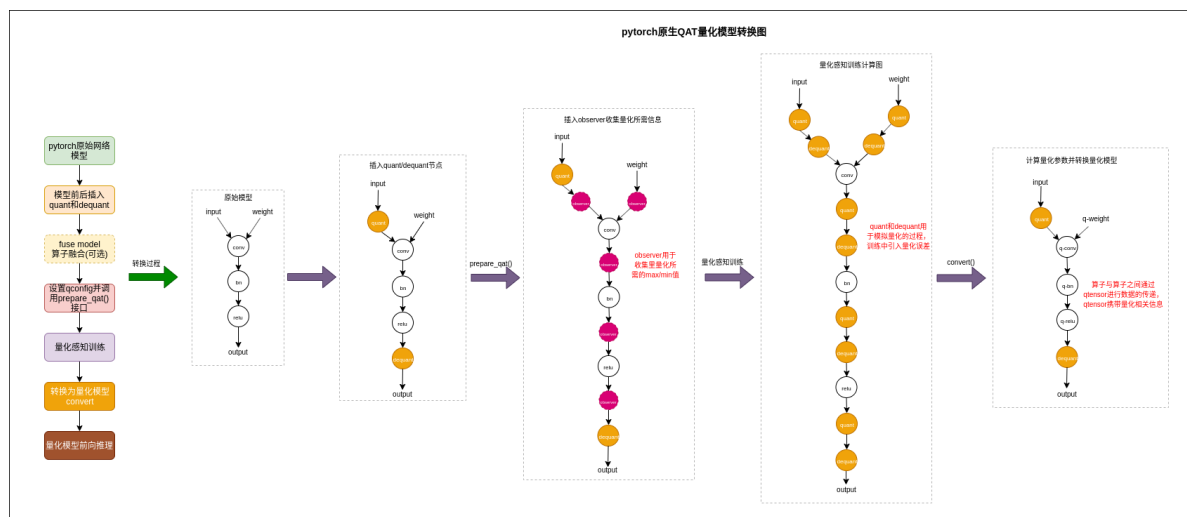 pytorch原生QAT量化模型转换图
pytorch原始网络
模型
模型前后插入
quant和dequant
fuse model
算子融合(可选)
设置qconfig并调
用prepare_qat()
接口
量化感知训练
转换为量化模型
convert
量化模型前向推理
转换过程
原始模型
input
weight
conv
bn
relu
output
插入quant/dequant节点
input
quant
weight
conv
bn
relu
dequant
output
prepare_qat()
插入observer收集量化所需信息
input
quant
weight
observer
observer
conv
observer
observer用于
收集里量化所
需的max/min值
bn
observer
relu
observer
dequant
output
量化感知训练
量化感知训练计算图
input
weight
quant
quant
dequant
dequant
conv
quant
quant和dequant用
于模拟量化的过程,
训练中引入量化误差
dequant
bn
quant
dequant
relu
quant
dequant
output
convert()
计算量化参数并转换量化模型
input
quant
q-weight
q-conv
q-bn
算子与算子之间通过
qtensor进行数据的传递,
qtensor携带量化相关信息
q-relu
dequant
output